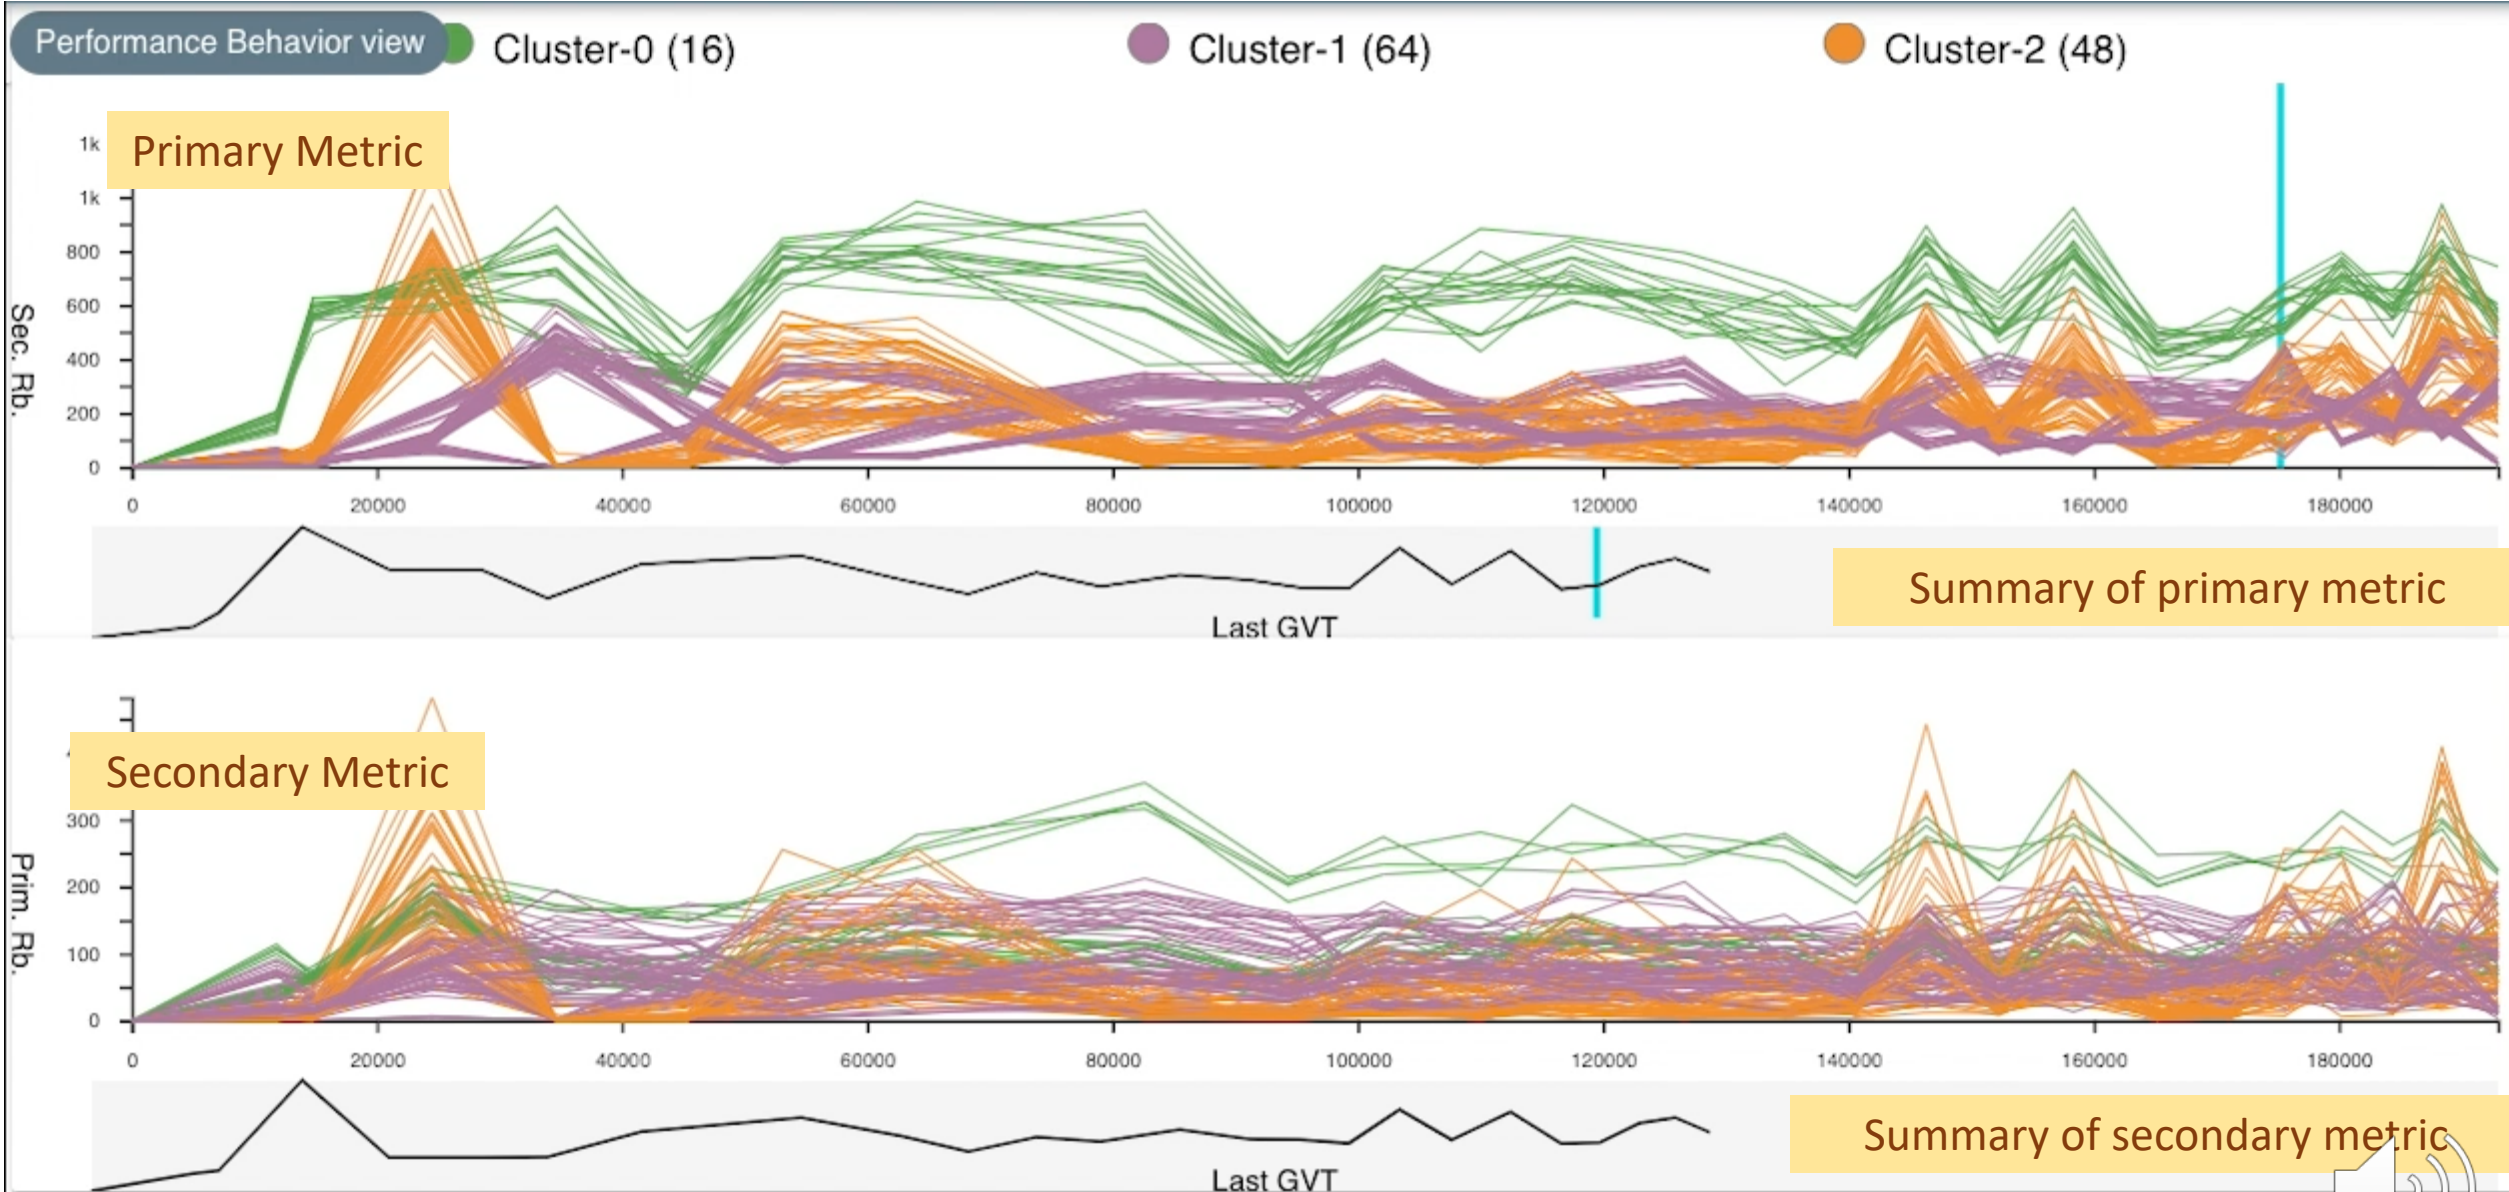 Performance Behavior view
Cluster-0 (16)
Cluster-1 (64)
Cluster-2 (48)
Primary Metric
1k
1k
800
600
400
200
0
Sec. Rb.
0 20000 40000 60000 80000 100000 120000 140000 160000 180000
Summary of primary metric
Last GVT
Secondary Metric
300
200
100
0
Prim. Rb.
0 20000 40000 60000 80000 100000 120000 140000 160000 180000
Summary of secondary metric
Last GVT